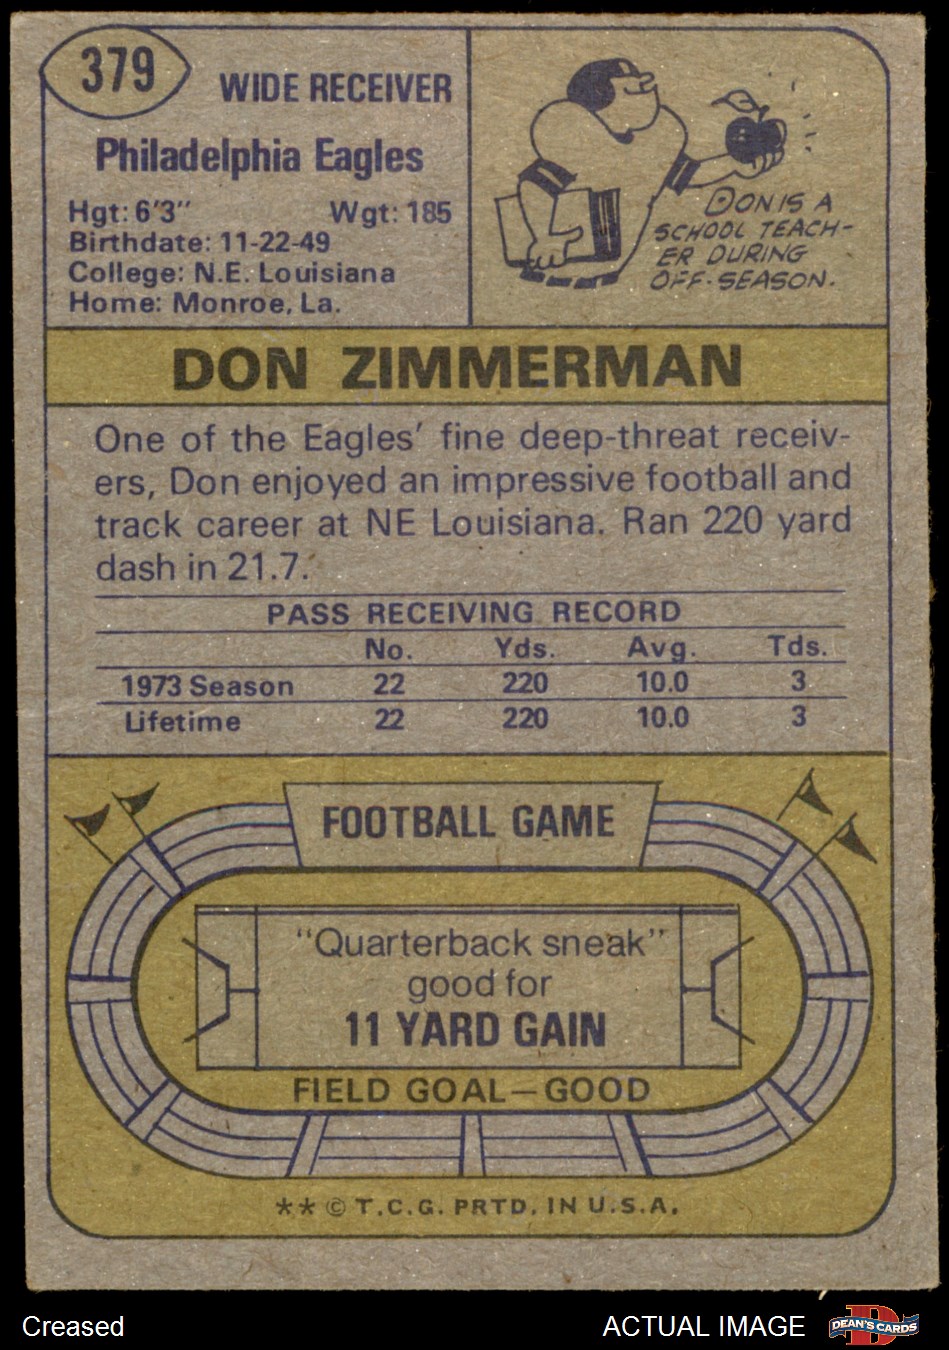 379
WIDE RECEIVER
Philadelphia Eagles
Hgt: 6'3" Wgt: 185
Birthdate: 11-22-49
College: N.E. Louisiana
Home: Monroe, La.
DON IS A
SCHOOL TEACH-
ER DURING
OFF-SEASON.
DON ZIMMERMAN
One of the Eagles' fine deep-threat receiv-
ers, Don enjoyed an impressive football and
track career at NE Louisiana. Ran 220 yard
dash in 21.7.
PASS RECEIVING RECORD
No. Yds. Avg. Tds.
1973 Season 22 220 10.0 3
Lifetime 22 220 10.0 3
FOOTBALL GAME
"Quarterback sneak"
good for
11 YARD GAIN
FIELD GOAL—GOOD
** © T.C.G. PRTD. IN U.S.A.
Creased
ACTUAL IMAGE
D
DEAN'S CARDS